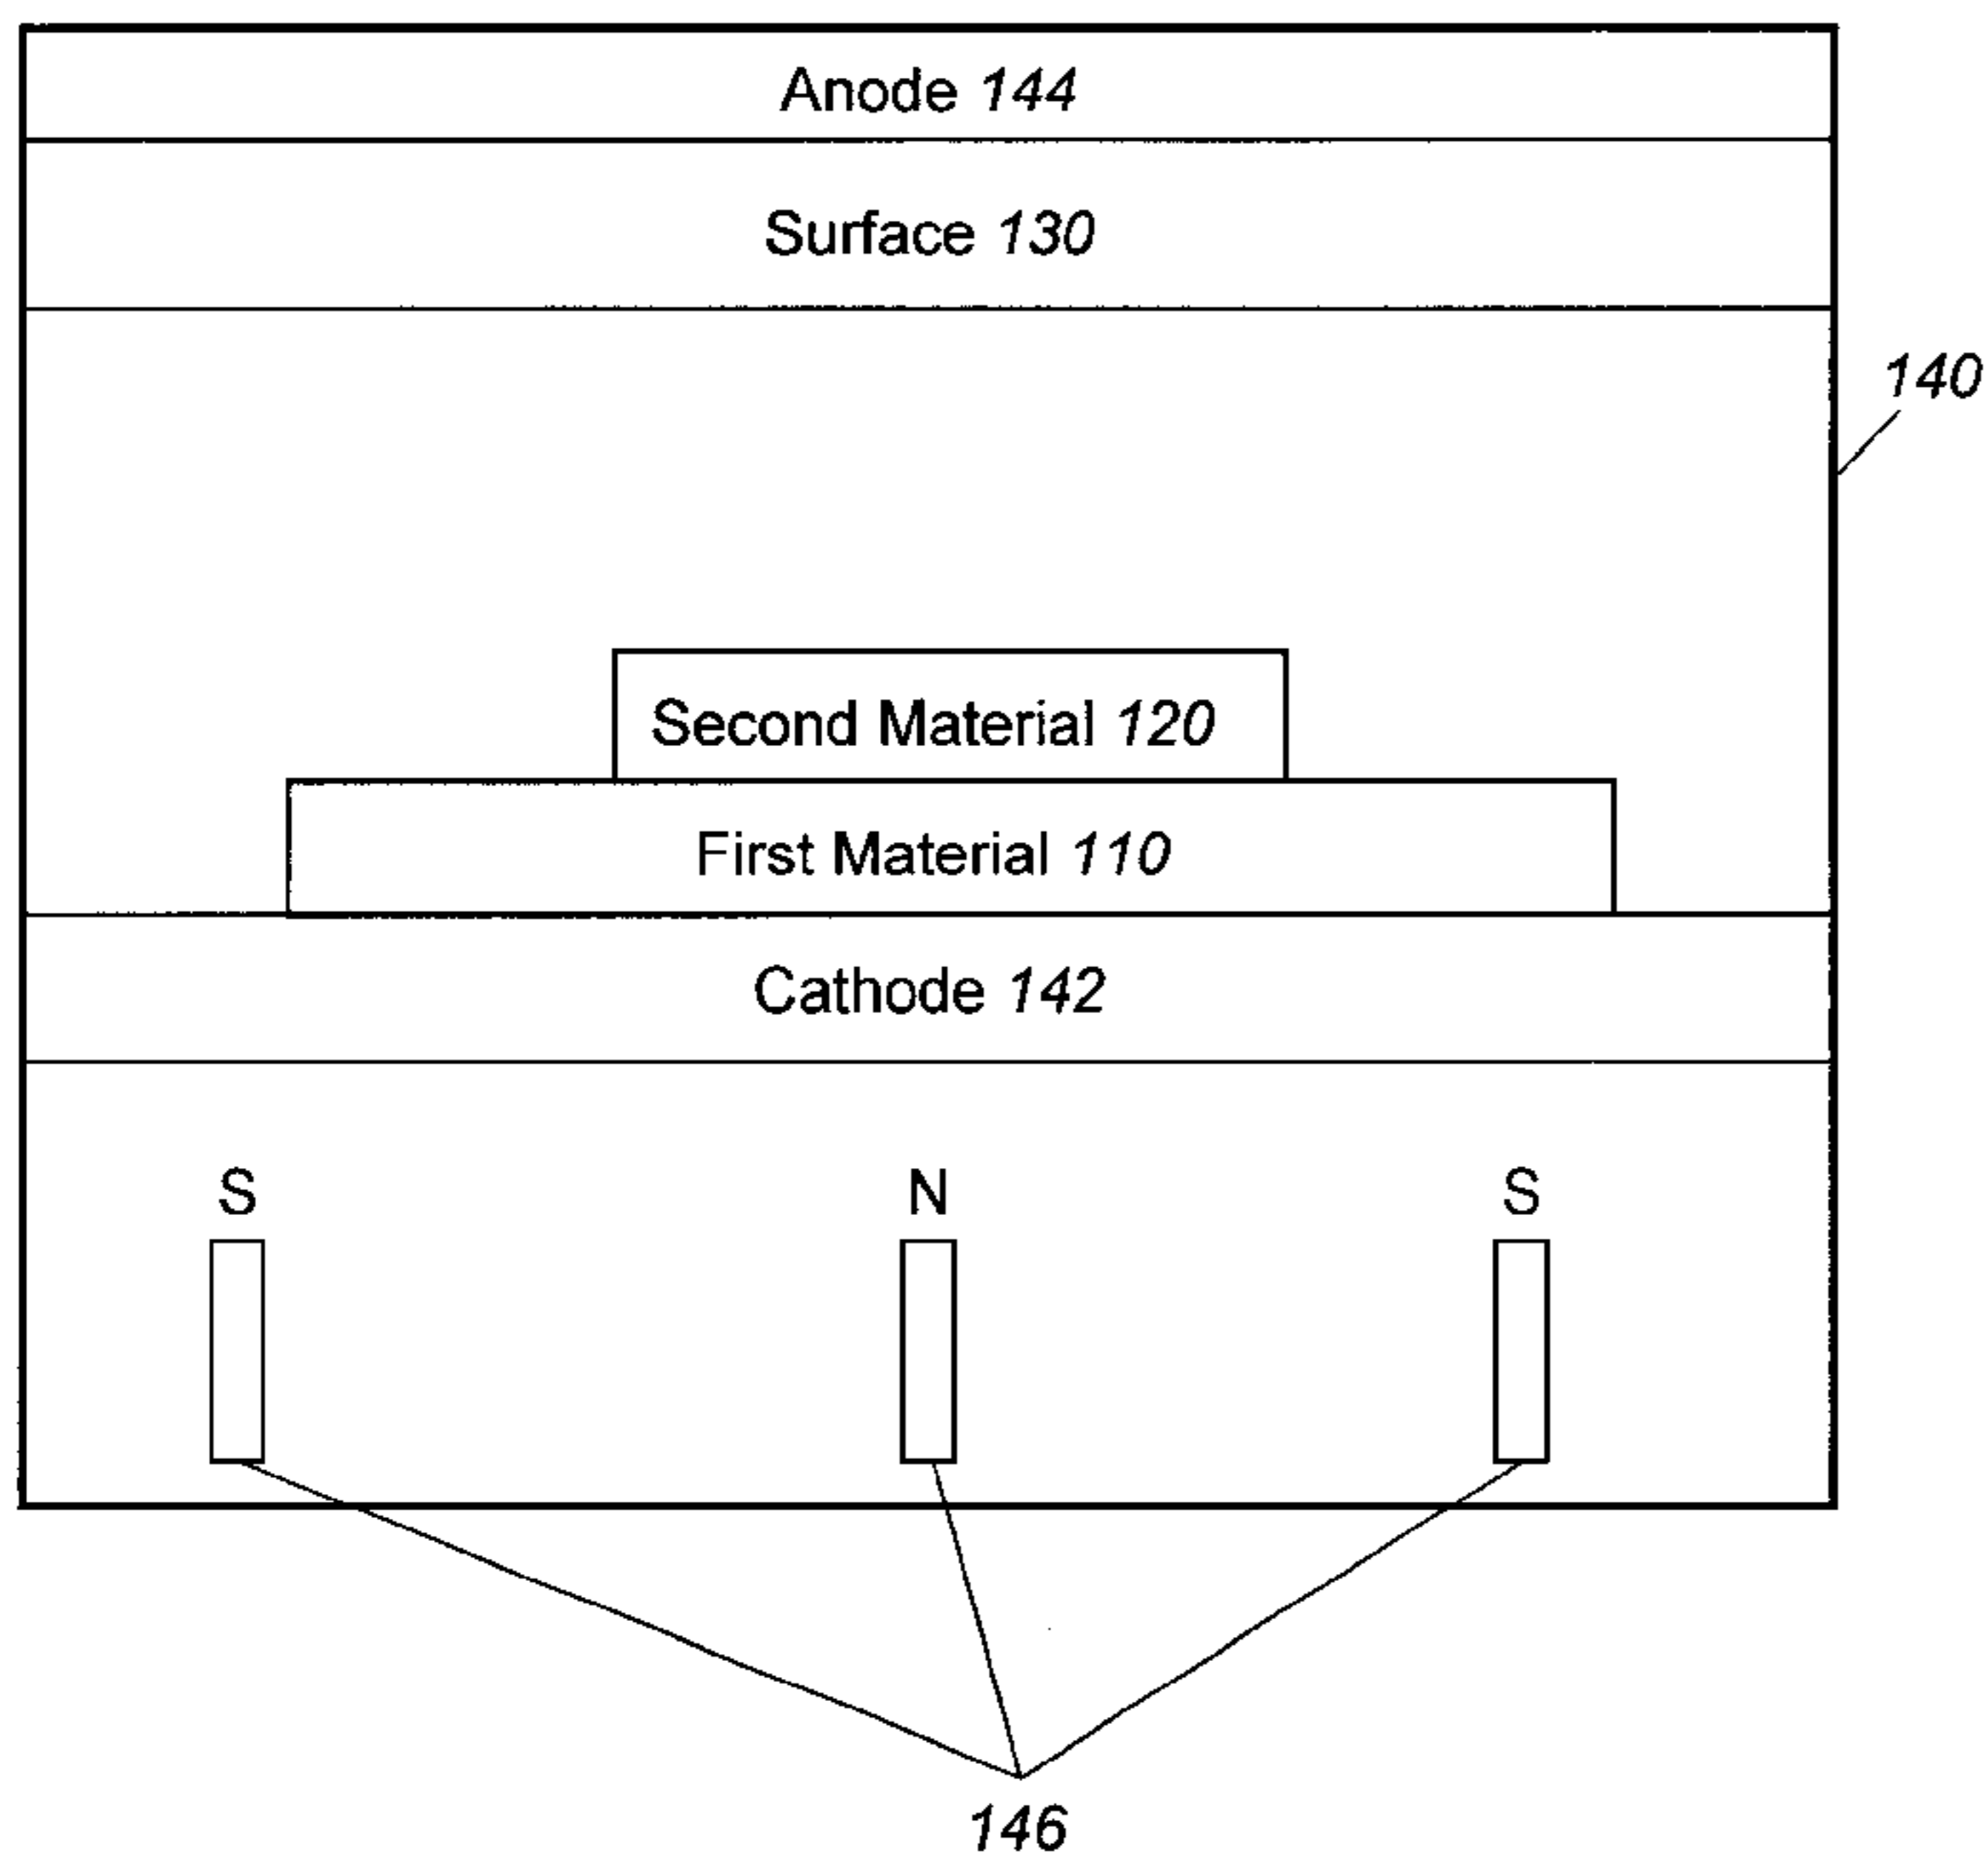 Anode 144
Surface 130
140
Second Material 120
First Material 110
Cathode 142
S N S
146